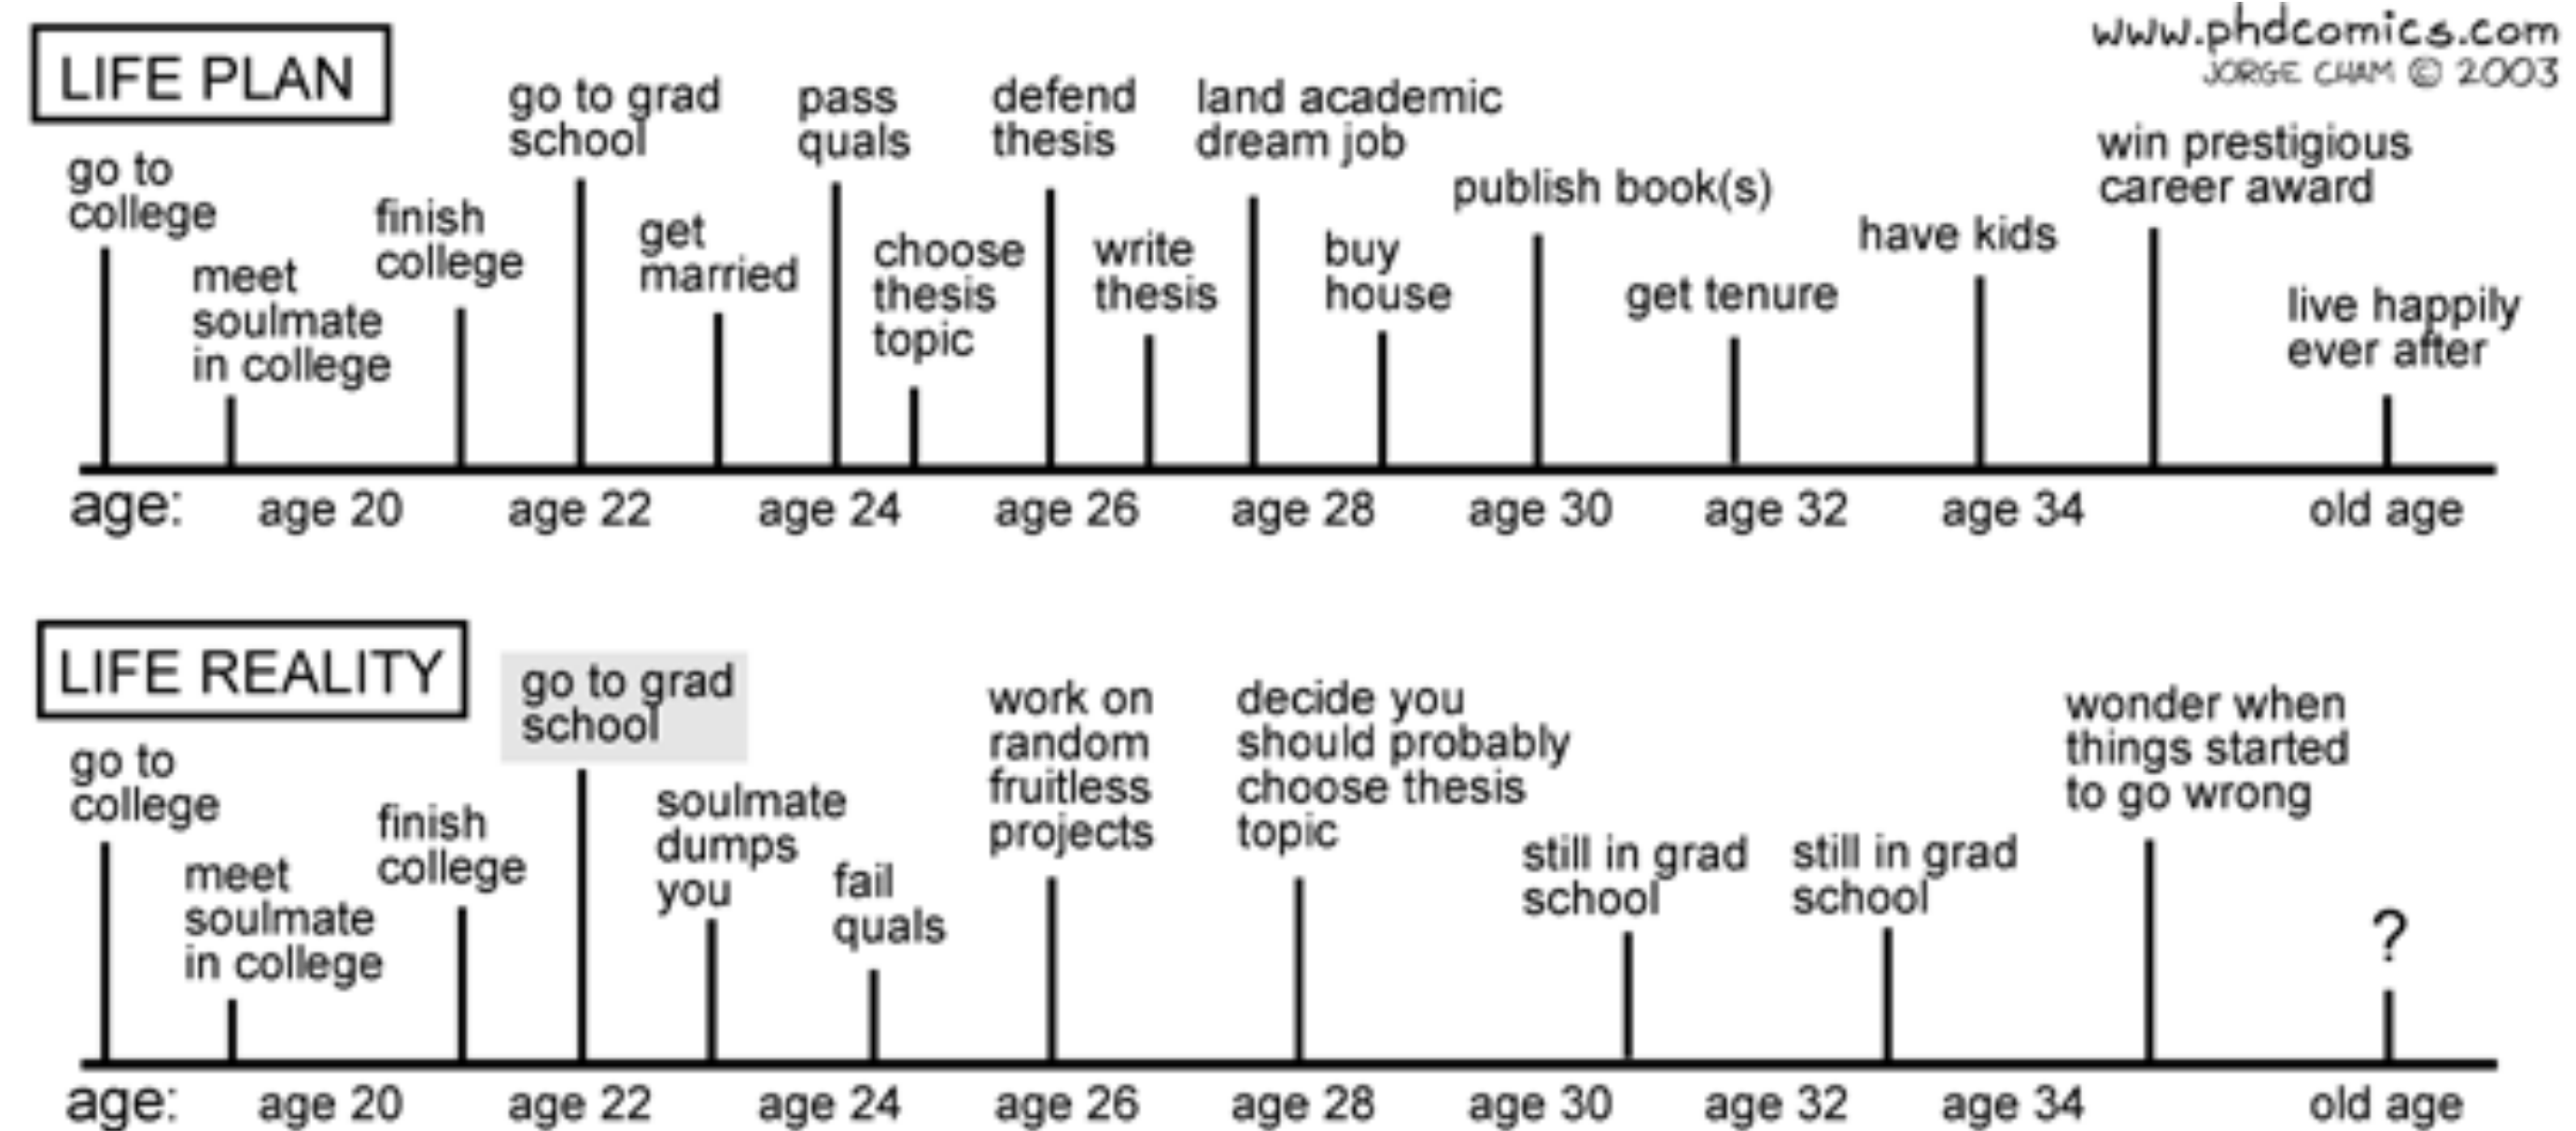 www.phdcomics.com
JORGE CHAM © 2003
LIFE PLAN
go to
college
meet
soulmate
in college
finish
college
go to grad
school
get
married
pass
quals
choose
thesis
topic
defend
thesis
write
thesis
land academic
dream job
buy
house
publish book(s)
get tenure
have kids
win prestigious
career award
live happily
ever after
age:
age 20
age 22
age 24
age 26
age 28
age 30
age 32
age 34
old age
LIFE REALITY
go to
college
meet
soulmate
in college
finish
college
go to grad
school
soulmate
dumps
you
fail
quals
work on
random
fruitless
projects
decide you
should probably
choose thesis
topic
still in grad
school
still in grad
school
wonder when
things started
to go wrong
?
age:
age 20
age 22
age 24
age 26
age 28
age 30
age 32
age 34
old age